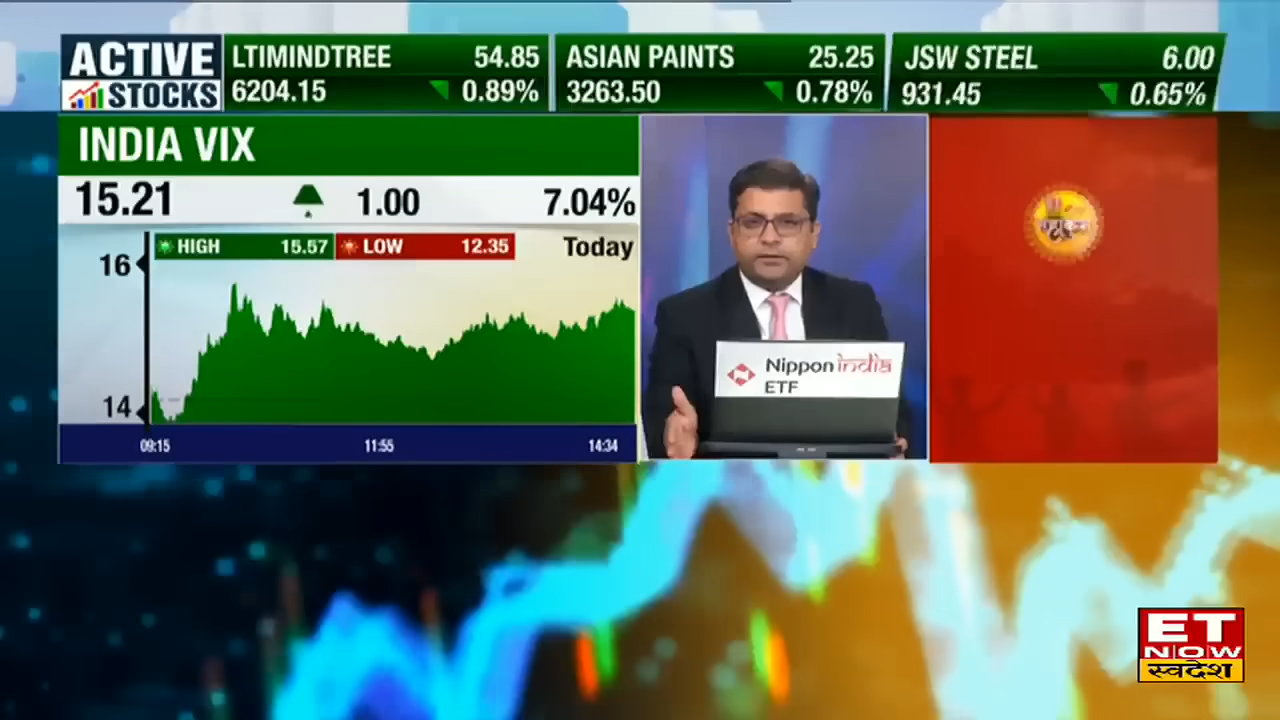 ACTIVE
STOCKS
LTIMINDTREE 54.85
6204.15 0.89%
ASIAN PAINTS 25.25
3263.50 0.78%
JSW STEEL 6.00
931.45 0.65%
INDIA VIX
15.21 1.00 7.04%
HIGH 15.57 LOW 12.35 Today
16
14
09:15 11:55 14:34
Nippon india
ETF
ET
NOW
स्वदेश